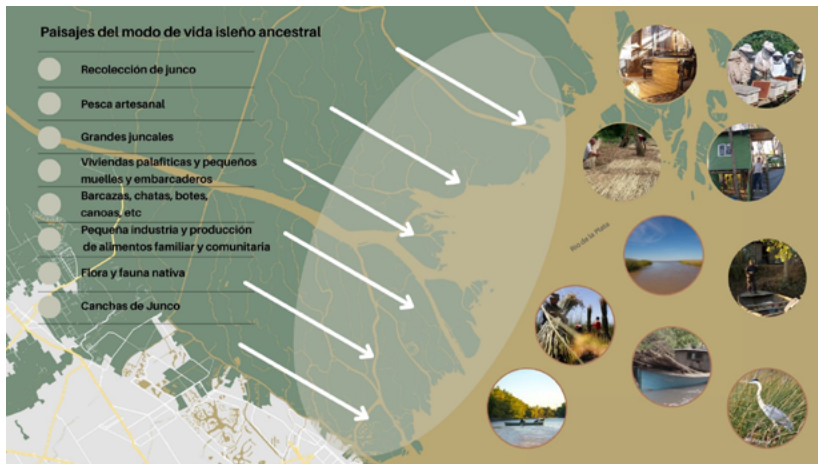 Paisajes del modo de vida isleño ancestral
Recolección de junco
Pesca artesanal
Grandes juncales
Viviendas palafiticas y pequeños
muelles y embarcaderos
Barcazas, chatas, botes,
canoas, etc
Pequeña industria y producción
de alimentos familiar y comunitaria
Flora y fauna nativa
Canchas de Junco
Rio de la Plata